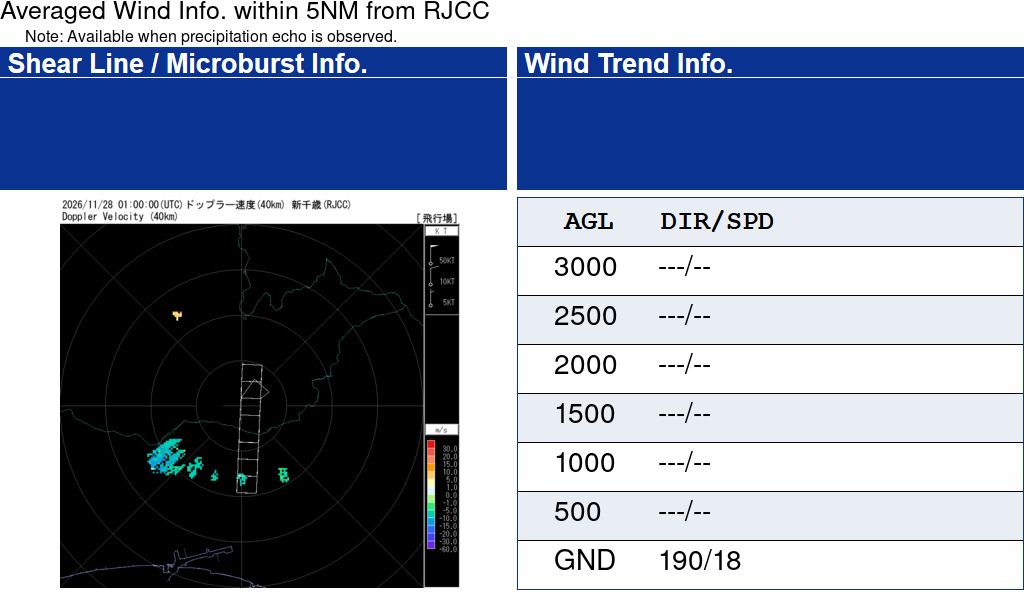 Averaged Wind Info. within 5NM from RJCC
Note: Available when precipitation echo is observed.
Shear Line / Microburst Info.
Wind Trend Info.
2026/11/28 01:00:00(UTC) ドップラー速度(40km) 新千歳(RJCC)
Doppler Velocity (40km)
[飛行場]
KT
50KT
10KT
5KT
m/s
30.0
20.0
15.0
10.0
5.0
1.0
0.0
-1.0
-5.0
-10.0
-15.0
-20.0
-30.0
-60.0
AGL DIR/SPD
3000 ---/--
2500 ---/--
2000 ---/--
1500 ---/--
1000 ---/--
500 ---/--
GND 190/18